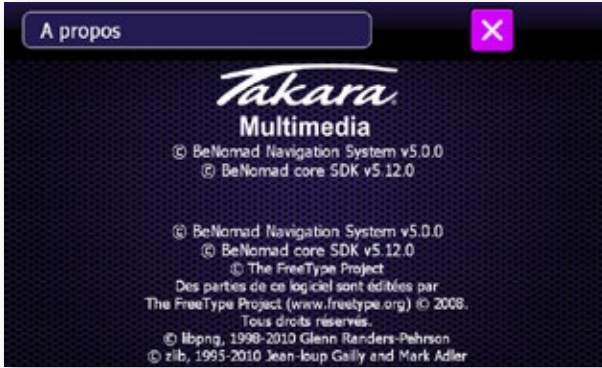 A propos
Takara
Multimedia
© BeNomad Navigation System v5.0.0
© BeNomad core SDK v5.12.0
© BeNomad Navigation System v5.0.0
© BeNomad core SDK v5.12.0
© The FreeType Project
Des parties de ce logiciel sont éditées par
The FreeType Project (www.freetype.org) © 2008.
Tous droits réservés.
© libpng, 1998-2010 Glenn Randers-Pehrson
© zlib, 1995-2010 Jean-loup Gailly and Mark Adler